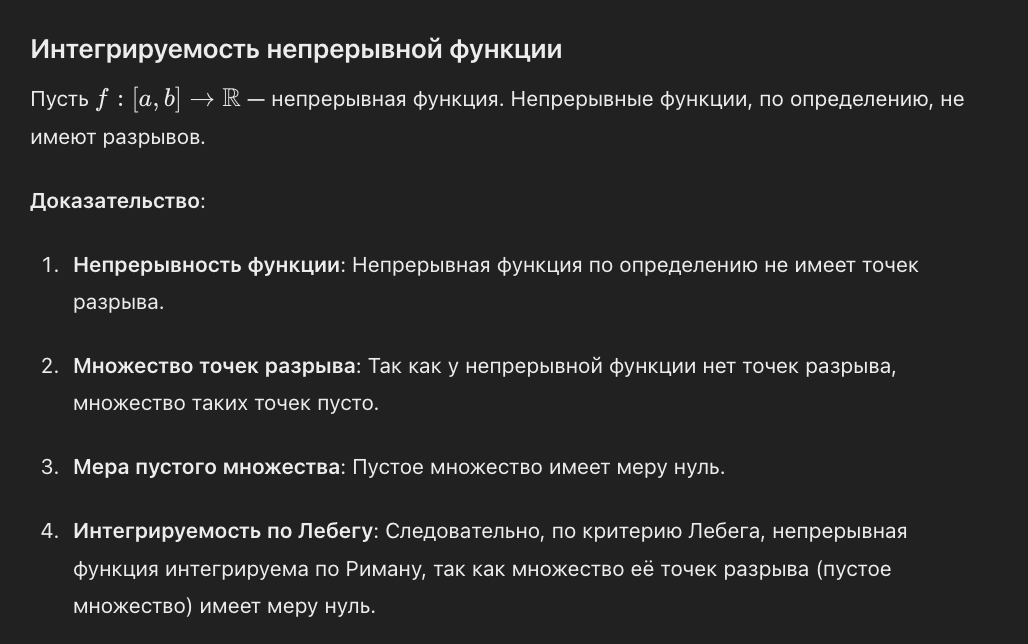 Интегрируемость непрерывной функции
Пусть f : [a, b] → ℝ — непрерывная функция. Непрерывные функции, по определению, не
имеют разрывов.
Доказательство:
1. Непрерывность функции: Непрерывная функция по определению не имеет точек
разрыва.
2. Множество точек разрыва: Так как у непрерывной функции нет точек разрыва,
множество таких точек пусто.
3. Мера пустого множества: Пустое множество имеет меру нуль.
4. Интегрируемость по Лебегу: Следовательно, по критерию Лебега, непрерывная
функция интегрируема по Риману, так как множество её точек разрыва (пустое
множество) имеет меру нуль.